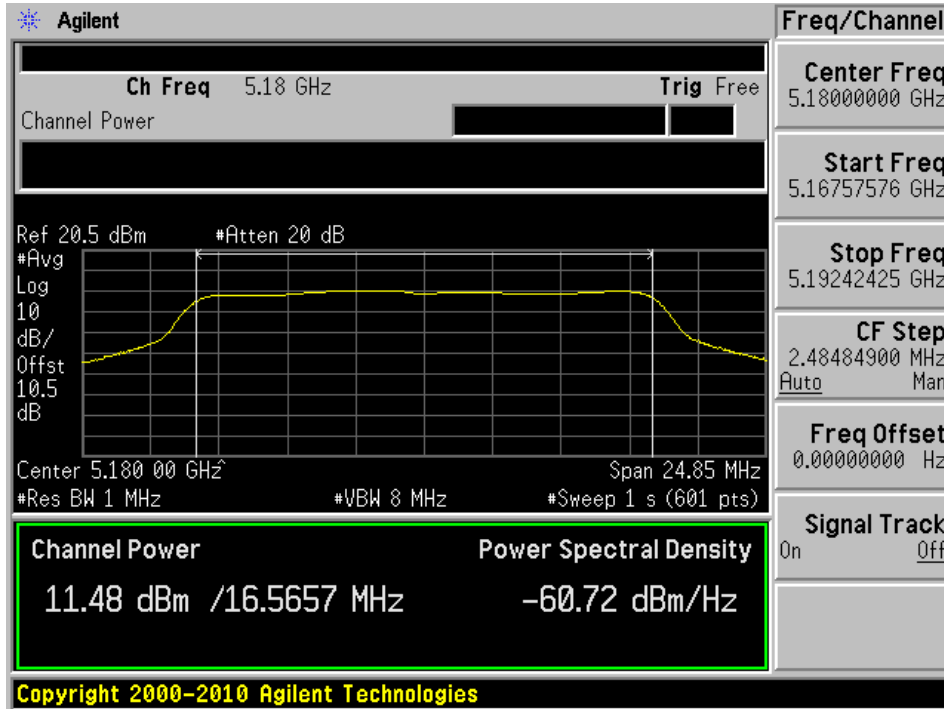 Agilent
Freq/Channel
Ch Freq 5.18 GHz Trig Free
Channel Power
Center Freq
5.18000000 GHz
Start Freq
5.16757576 GHz
Stop Freq
5.19242425 GHz
CF Step
2.48484900 MHz
Auto Man
Freq Offset
0.00000000 Hz
Signal Track
On Off
Ref 20.5 dBm #Atten 20 dB
#Avg
Log
10
dB/
Offst
10.5
dB
Center 5.180 00 GHz^ Span 24.85 MHz
#Res BW 1 MHz #VBW 8 MHz #Sweep 1 s (601 pts)
Channel Power Power Spectral Density
11.48 dBm /16.5657 MHz -60.72 dBm/Hz
Copyright 2000-2010 Agilent Technologies